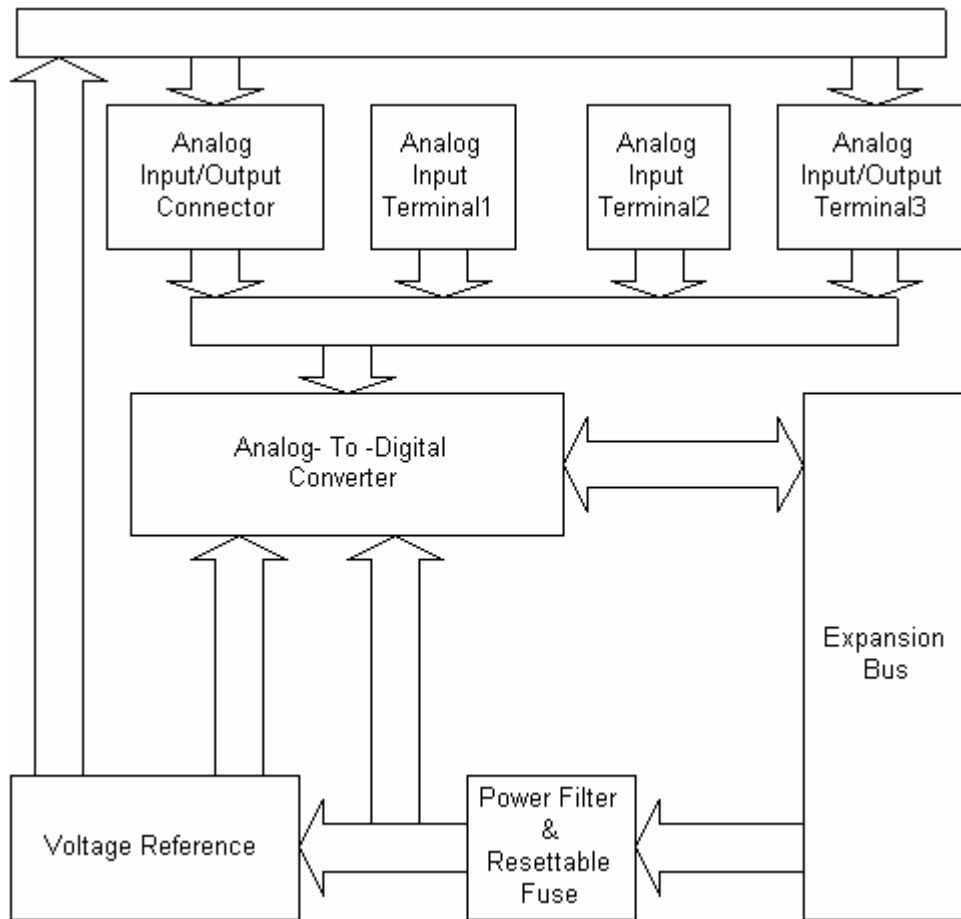 Analog
Input/Output
Connector
Analog
Input
Terminal1
Analog
Input
Terminal2
Analog
Input/Output
Terminal3
Analog- To -Digital
Converter
Expansion
Bus
Voltage Reference
Power Filter
&
Resettable
Fuse